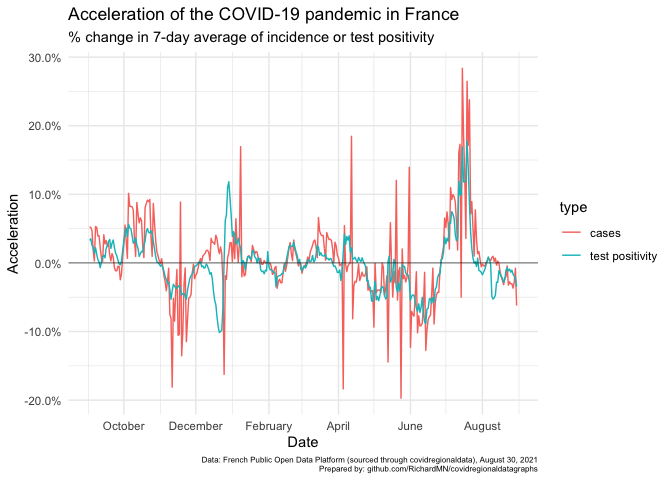 Acceleration of the COVID-19 pandemic in France
% change in 7-day average of incidence or test positivity
30.0%
20.0%
10.0%
0.0%
-10.0%
-20.0%
Acceleration
October December February April June August
Date
type
cases
test positivity
Data: French Public Open Data Platform (sourced through covidregionaldata), August 30, 2021
Prepared by: github.com/RichardMN/covidregionaldatagraphs